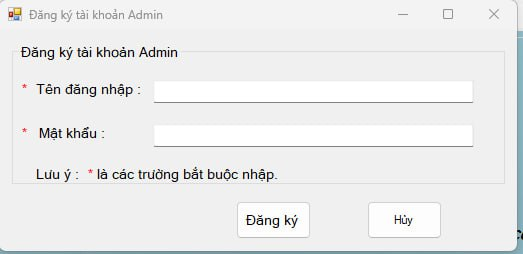 Đăng ký tài khoản Admin
Đăng ký tài khoản Admin
* Tên đăng nhập :
* Mật khẩu :
Lưu ý : * là các trường bắt buộc nhập.
Đăng ký Hủy